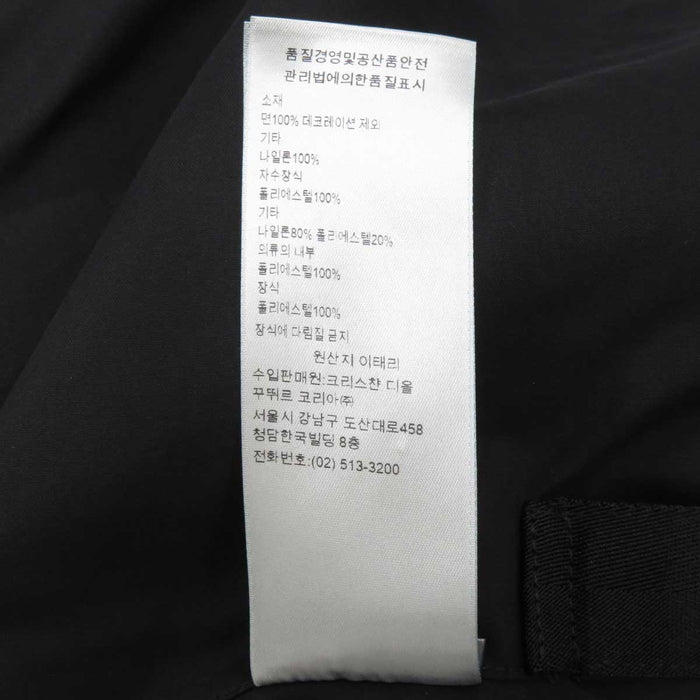 품질경영및공산품안전
관리법에의한품질표시
소재
면100% 데코레이션 제외
기타
나일론100%
자수장식
폴리에스텔100%
기타
나일론80% 폴리에스텔20%
의류의 내부
폴리에스텔100%
장식
폴리에스텔100%
장식에 다림질 금지
원산지 이태리
수입판매원:크리스챤 디올
꾸뛰르 코리아㈜
서울시 강남구 도산대로458
청담한국빌딩 8층
전화번호:(02) 513-3200